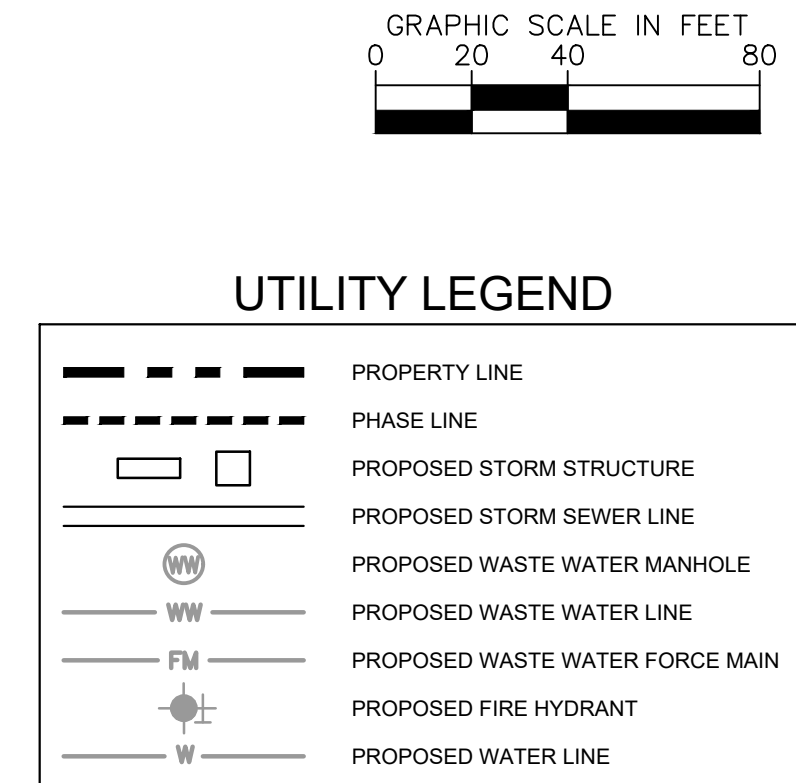 GRAPHIC SCALE IN FEET
0 20 40 80
UTILITY LEGEND
PROPERTY LINE
PHASE LINE
PROPOSED STORM STRUCTURE
PROPOSED STORM SEWER LINE
WW PROPOSED WASTE WATER MANHOLE
WW PROPOSED WASTE WATER LINE
FM PROPOSED WASTE WATER FORCE MAIN
PROPOSED FIRE HYDRANT
W PROPOSED WATER LINE